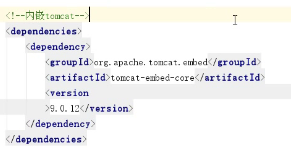 <!--内嵌tomcat-->
<dependencies>
<dependency>
<groupId>org.apache.tomcat.embed</groupId>
<artifactId>tomcat-embed-core</artifactId>
<version
>9.0.12</version>
</dependency>
</dependencies>